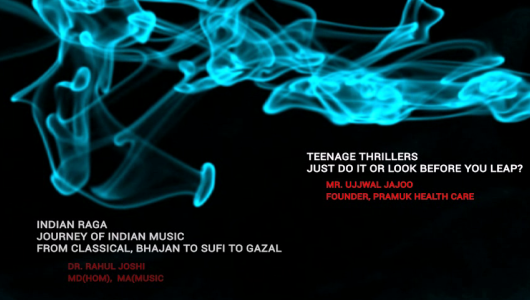 TEENAGE THRILLERS
JUST DO IT OR LOOK BEFORE YOU LEAP?
MR. UJJWAL JAJOO
FOUNDER, PRAMUK HEALTH CARE
INDIAN RAGA
JOURNEY OF INDIAN MUSIC
FROM CLASSICAL, BHAJAN TO SUFI TO GAZAL
DR. RAHUL JOSHI
MD(HOM), MA(MUSIC